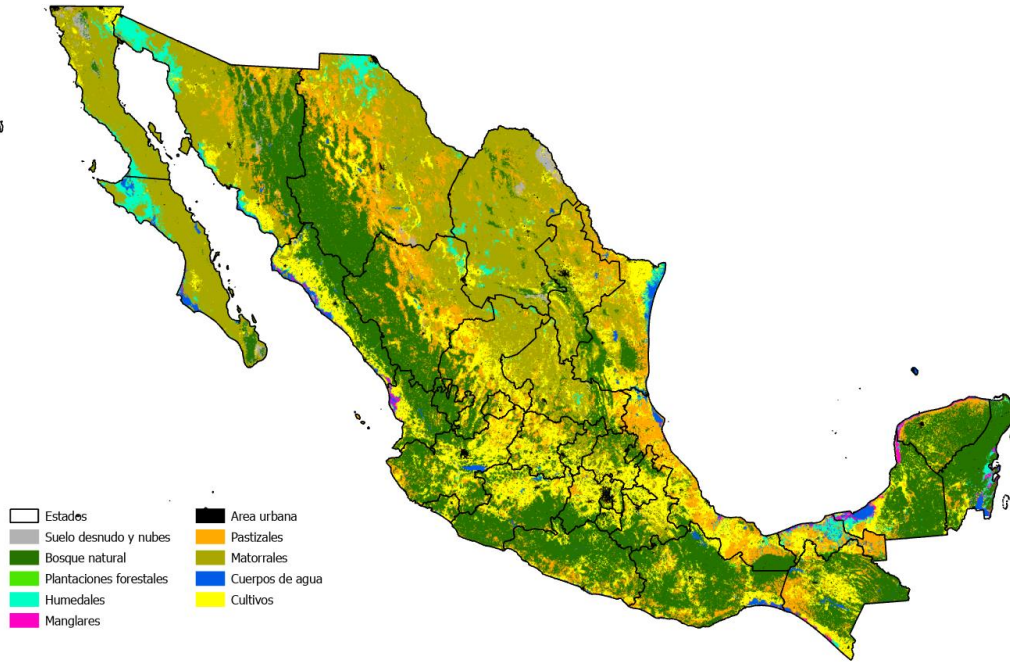 Estados
Suelo desnudo y nubes
Bosque natural
Plantaciones forestales
Humedales
Manglares
Area urbana
Pastizales
Matorrales
Cuerpos de agua
Cultivos